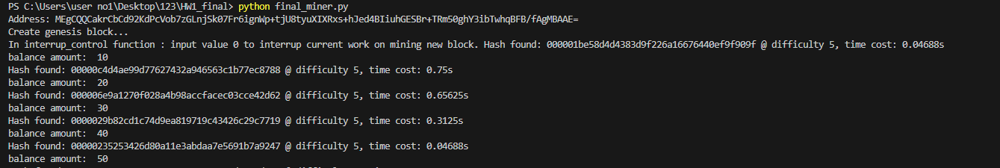 PS C:\Users\user no1\Desktop\123\HW1_final> python final_miner.py
Address: MEgCQQCakrCbCd92KdPcVob7zGLnjSk07Fr6ignWp+tjU8tyuXIXRxs+hJed4BIiuhGESBr+TRm50ghY3ibTwhqBFB/fAgMBAAE=
Create genesis block...
In interrup_control function : input value 0 to interrupt current work on mining new block. Hash found: 000001be58d4d4383d9f226a16676440ef9f909f @ difficulty 5, time cost: 0.04688s
balance amount:  10
Hash found: 00000c4d4ae99d77627432a946563c1b77ec8788 @ difficulty 5, time cost: 0.75s
balance amount:  20
Hash found: 000006e9a1270f028a4b98accfacec03cce42d62 @ difficulty 5, time cost: 0.65625s
balance amount:  30
Hash found: 0000029b82cd1c74d9ea819719c43426c29c7719 @ difficulty 5, time cost: 0.3125s
balance amount:  40
Hash found: 00000235253426d80a11e3abdaa7e5691b7a9247 @ difficulty 5, time cost: 0.04688s
balance amount:  50